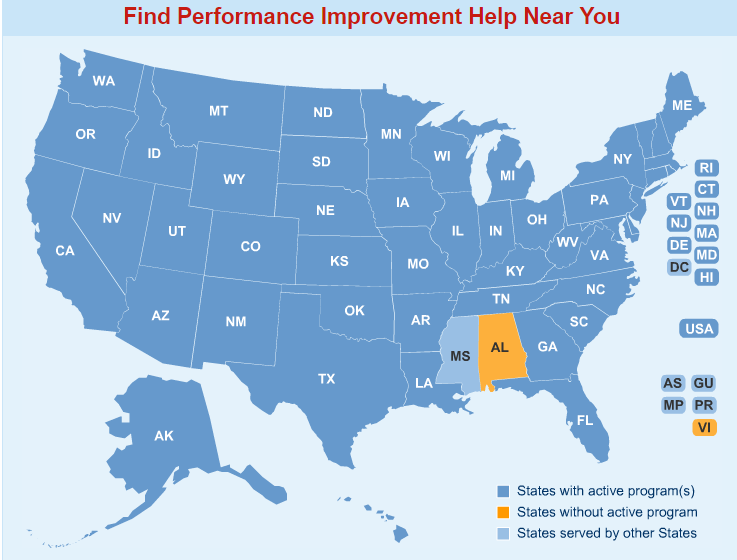 Find Performance Improvement Help Near You
WA
MT
ND
MN
ME
OR
ID
SD
WI
MI
NY
WY
RI
CT
NE
IA
PA
VT
NH
NV
UT
CO
IL
IN
OH
NJ
MA
CA
KS
MO
WV
VA
DE
MD
KY
DC
HI
AZ
NM
OK
AR
TN
NC
SC
USA
MS
AL
GA
TX
LA
AS
GU
AK
FL
MP
PR
VI
States with active program(s)
States without active program
States served by other States